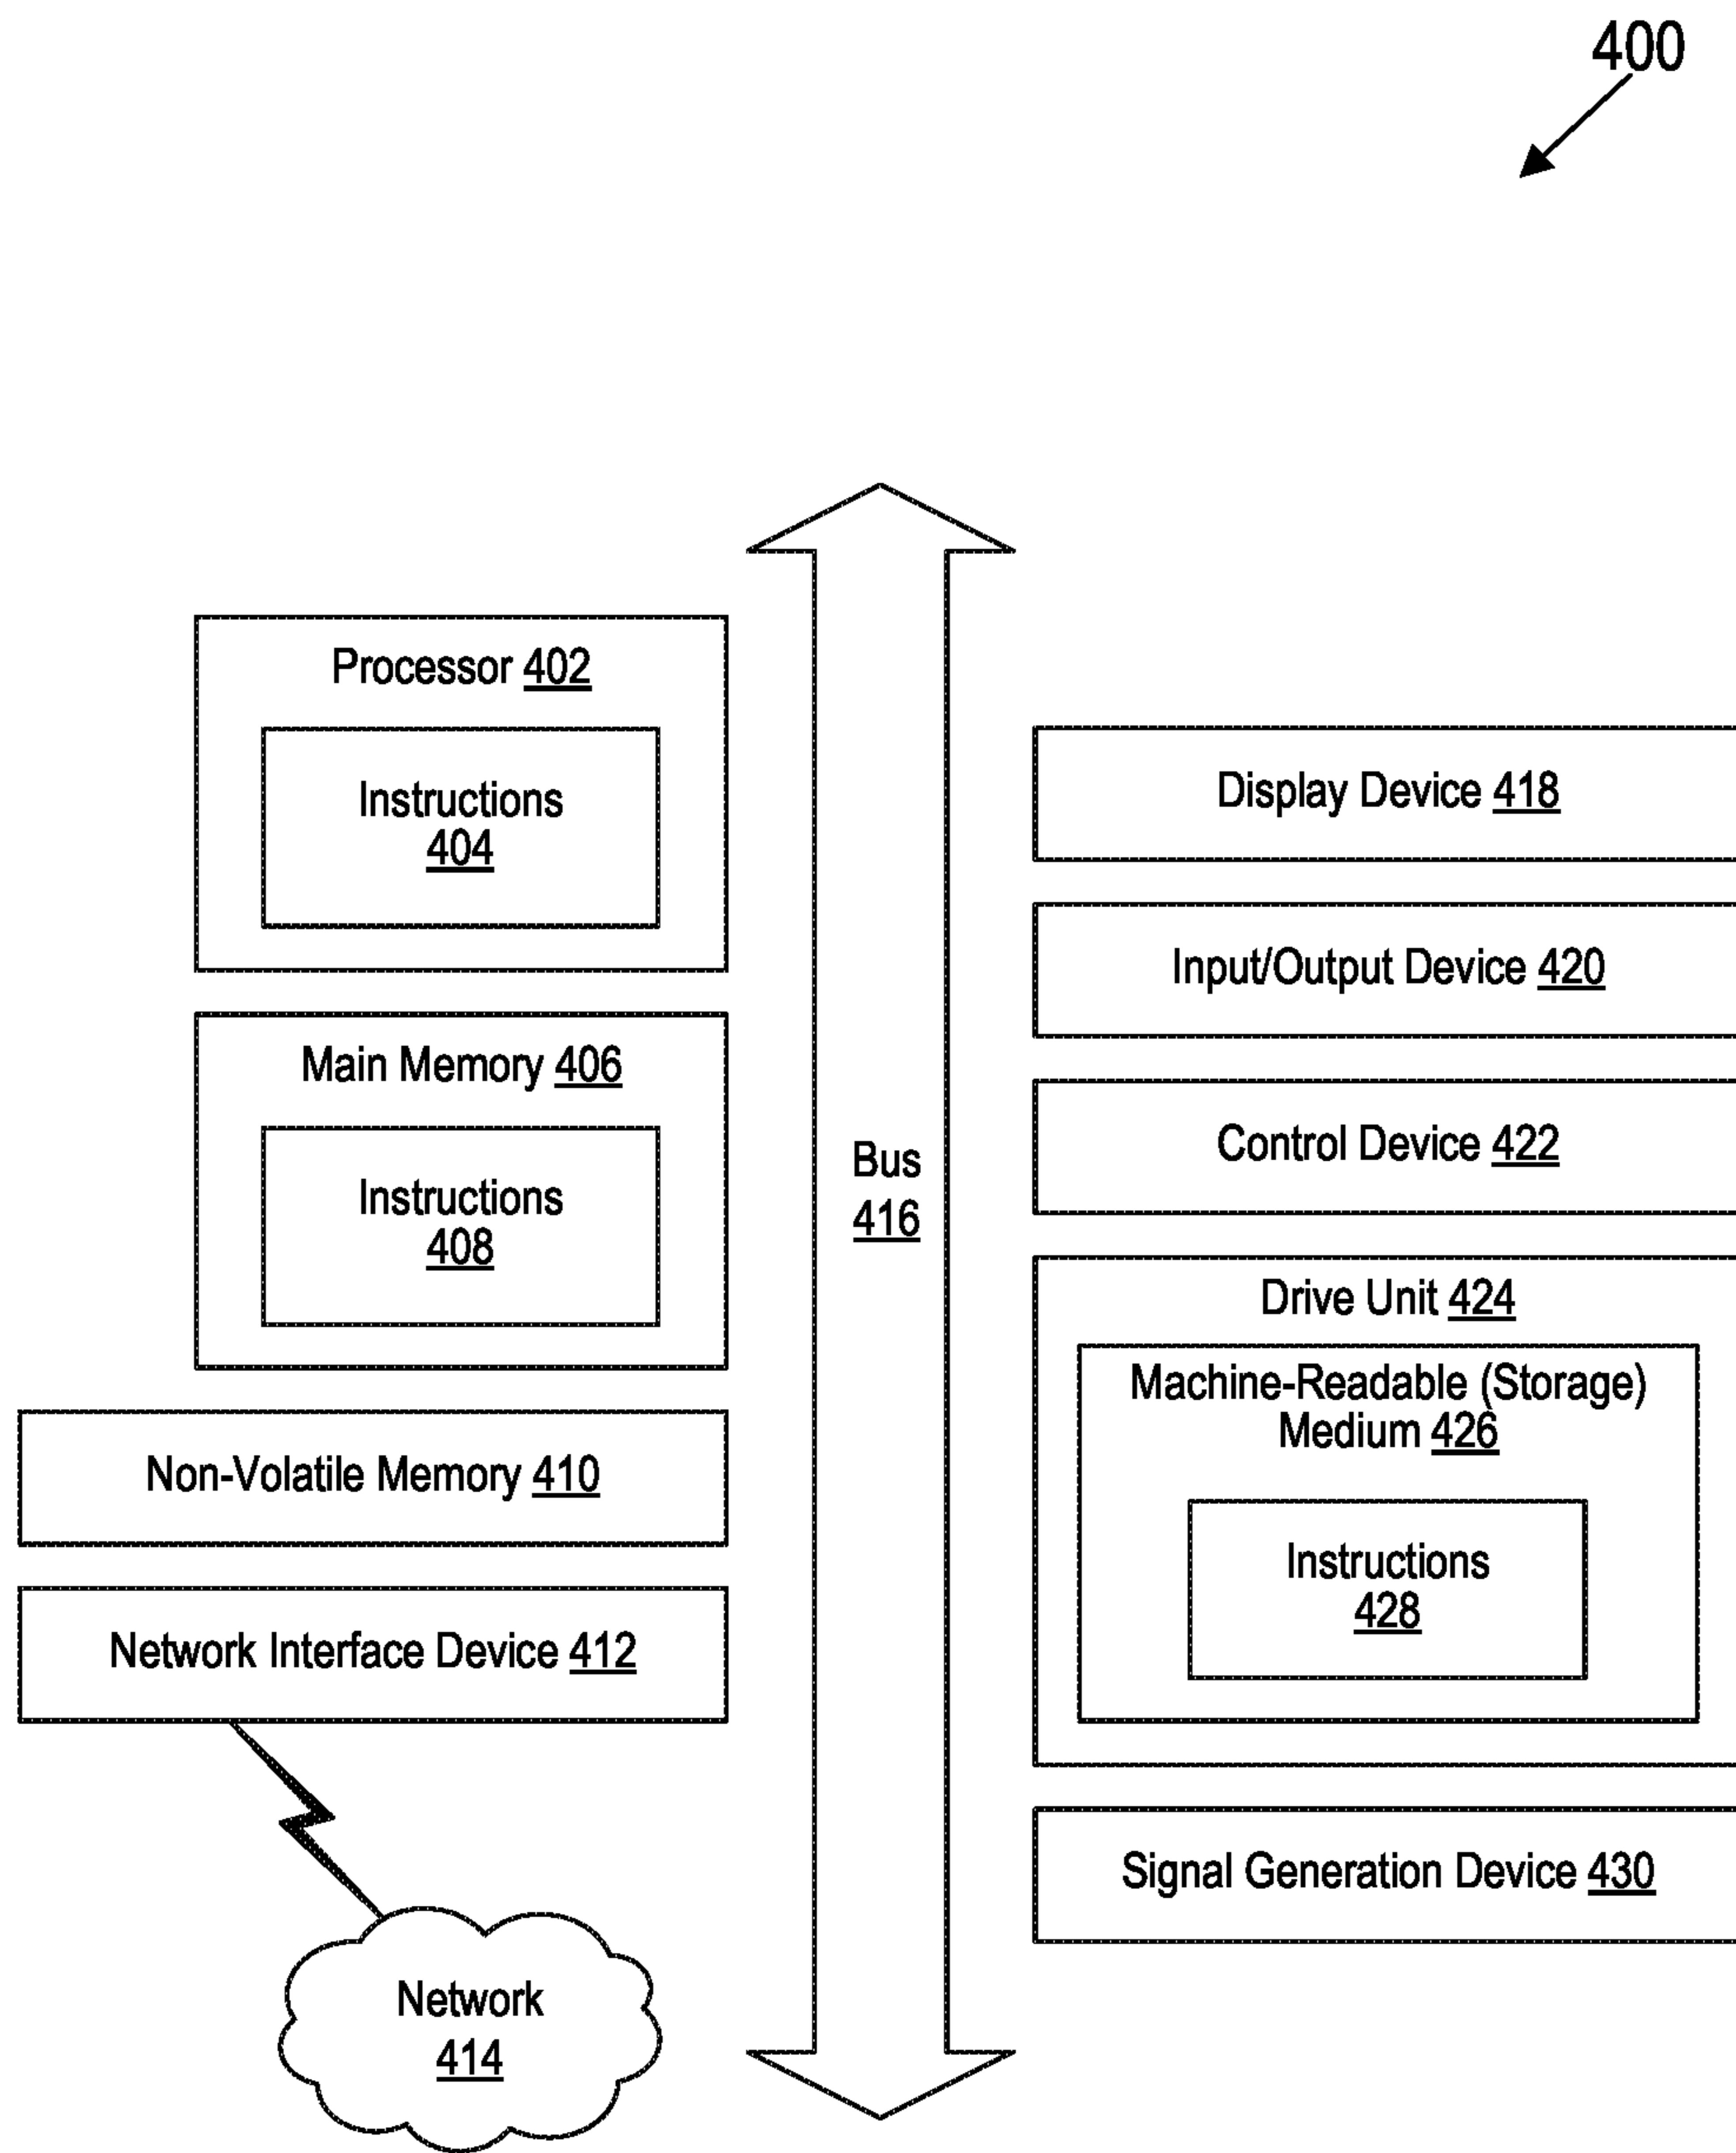 400
Processor 402
Instructions
404
Main Memory 406
Instructions
408
Non-Volatile Memory 410
Network Interface Device 412
Network
414
Bus
416
Display Device 418
Input/Output Device 420
Control Device 422
Drive Unit 424
Machine-Readable (Storage)
Medium 426
Instructions
428
Signal Generation Device 430